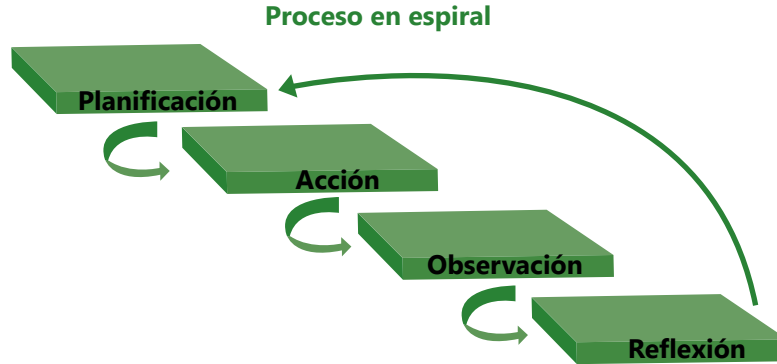 Proceso en espiral
Planificación
Acción
Observación
Reflexión